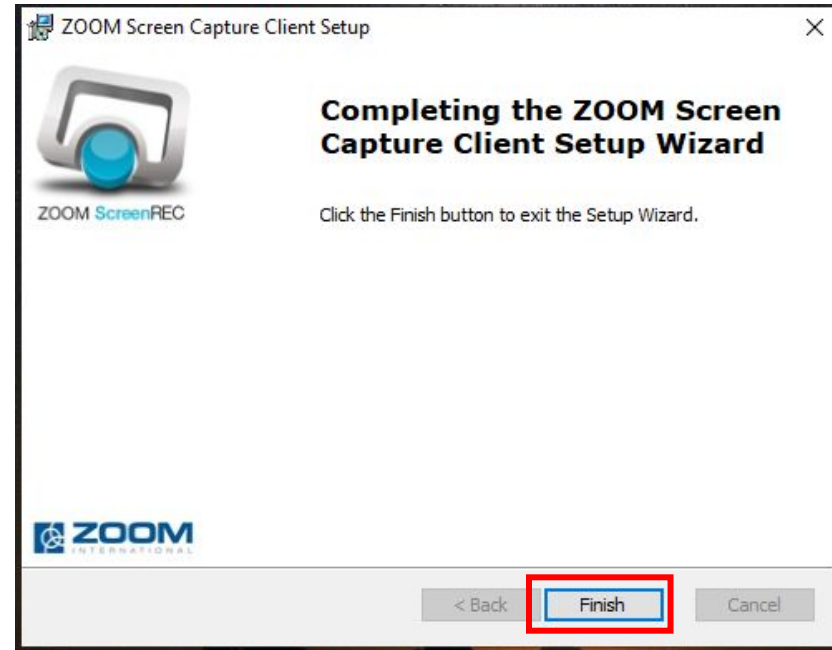 ZOOM Screen Capture Client Setup
Completing the ZOOM Screen
Capture Client Setup Wizard
ZOOM ScreenREC
Click the Finish button to exit the Setup Wizard.
ZOOM
INTERNATIONAL
< Back Finish Cancel